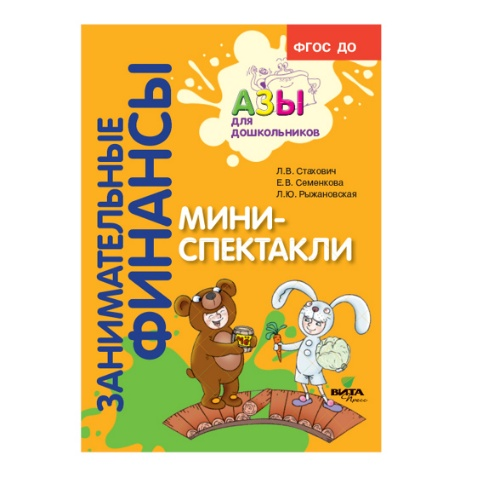 ФГОС ДО
АЗЫ
для
дошкольников
Л.В. Стахович
Е.В. Семенкова
Л.Ю. Рыжановская
МИНИ-
СПЕКТАКЛИ
ЗАНИМАТЕЛЬНЫЕ
ФИНАНСЫ
ВИТА
Пресс